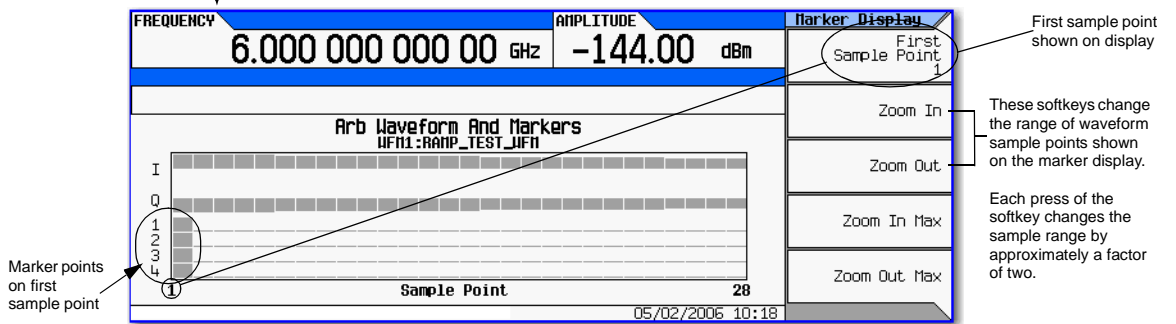 FREQUENCY
6.000 000 000 00 GHz
AMPLITUDE
-144.00 dBm
Arb Waveform And Markers
WFM1:RAMP_TEST_WFM
I
Q
1
2
3
4
1
Sample Point
28
05/02/2006 10:18
Marker Display
First
Sample Point
1
Zoom In
Zoom Out
Zoom In Max
Zoom Out Max
Marker points
on first
sample point
First sample point
shown on display
These softkeys change
the range of waveform
sample points shown
on the marker display.
Each press of the
softkey changes the
sample range by
approximately a factor
of two.